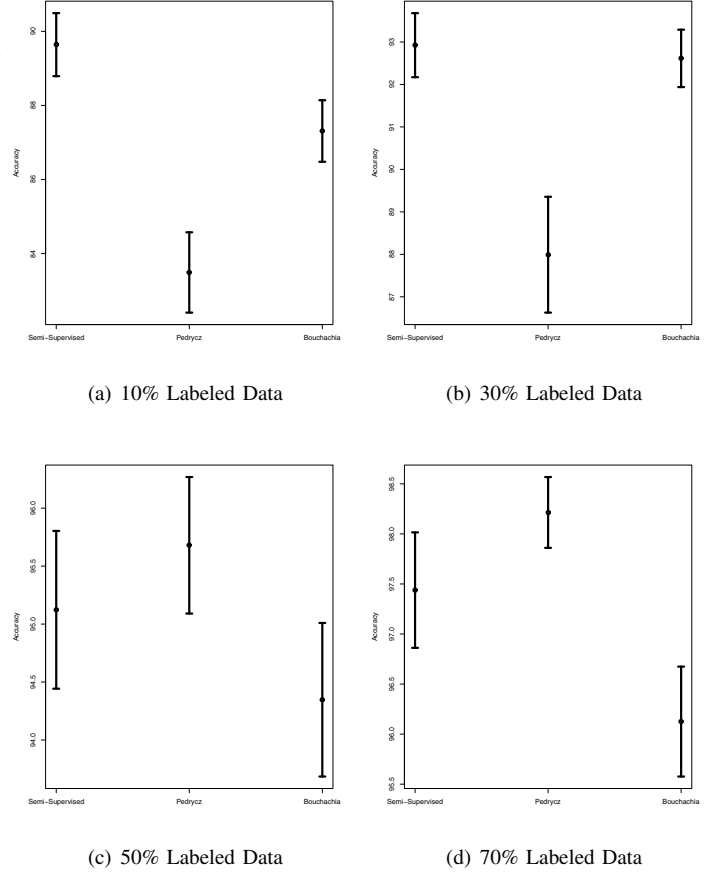 Accuracy
90
88
86
84
Semi−Supervised Pedrycz Bouchachia
(a) 10% Labeled Data
Accuracy
93
92
91
90
89
88
87
Semi−Supervised Pedrycz Bouchachia
(b) 30% Labeled Data
Accuracy
96.0
95.5
95.0
94.5
94.0
Semi−Supervised Pedrycz Bouchachia
(c) 50% Labeled Data
Accuracy
98.5
98.0
97.5
97.0
96.5
96.0
95.5
Semi−Supervised Pedrycz Bouchachia
(d) 70% Labeled Data